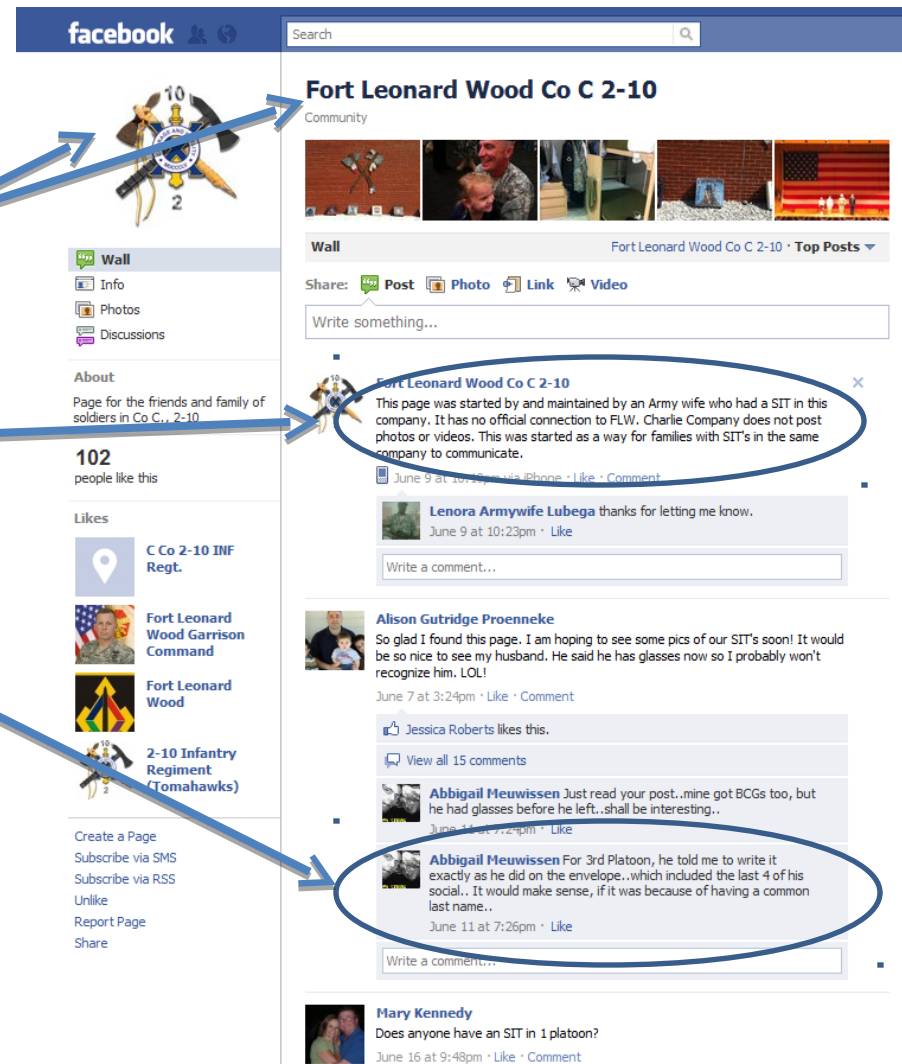 facebook
Search
10
2
Fort Leonard Wood Co C 2-10
Community
Wall
Info
Photos
Discussions
About
Page for the friends and family of
soldiers in Co C., 2-10
102
people like this
Likes
C Co 2-10 INF
Regt.
Fort Leonard
Wood Garrison
Command
Fort Leonard
Wood
2-10 Infantry
Regiment
(Tomahawks)
Create a Page
Subscribe via SMS
Subscribe via RSS
Unlike
Report Page
Share
Wall
Fort Leonard Wood Co C 2-10 · Top Posts
Share: Post Photo Link Video
Write something...
Fort Leonard Wood Co C 2-10
This page was started by and maintained by an Army wife who had a SIT in this
company. It has no official connection to FLW. Charlie Company does not post
photos or videos. This was started as a way for families with SIT's in the same
company to communicate.
June 9 at via iPhone · Like · Comment
Lenora Armywife Lubega thanks for letting me know.
June 9 at 10:23pm · Like
Write a comment...
Alison Gutridge Proenneke
So glad I found this page. I am hoping to see some pics of our SIT's soon! It would
be so nice to see my husband. He said he has glasses now so I probably won't
recognize him. LOL!
June 7 at 3:24pm · Like · Comment
Jessica Roberts likes this.
View all 15 comments
Abbigail Meuwissen Just read your post..mine got BCGs too, but
he had glasses before he left..shall be interesting..
June 11 at 7:24pm · Like
Abbigail Meuwissen For 3rd Platoon, he told me to write it
exactly as he did on the envelope..which included the last 4 of his
social.. It would make sense, if it was because of having a common
last name..
June 11 at 7:26pm · Like
Write a comment...
Mary Kennedy
Does anyone have an SIT in 1 platoon?
June 16 at 9:48pm · Like · Comment